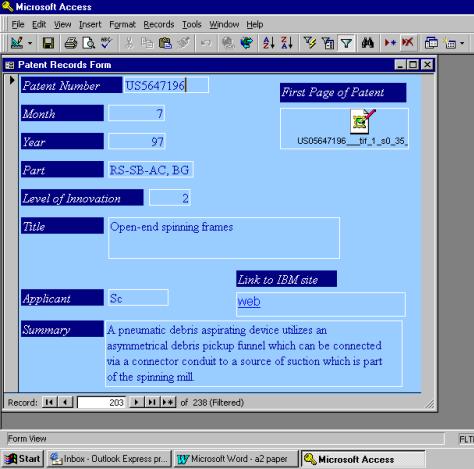 Microsoft Access
File Edit View Insert Format Records Tools Window Help
Patent Records Form
Patent Number US5647196
First Page of Patent
Month 7
US05647196___tif_1_s0_35_
Year 97
Part RS-SB-AC, BG
Level of Innovation 2
Title Open-end spinning frames
Link to IBM site
Applicant Sc
web
Summary A pneumatic debris aspirating device utilizes an
asymmetrical debris pickup funnel which can be connected
via a connector conduit to a source of suction which is part
of the spinning mill.
Record: 203 of 238 (Filtered)
Form View FLT
Start Inbox - Outlook Express pr... Microsoft Word - a2 paper Microsoft Access